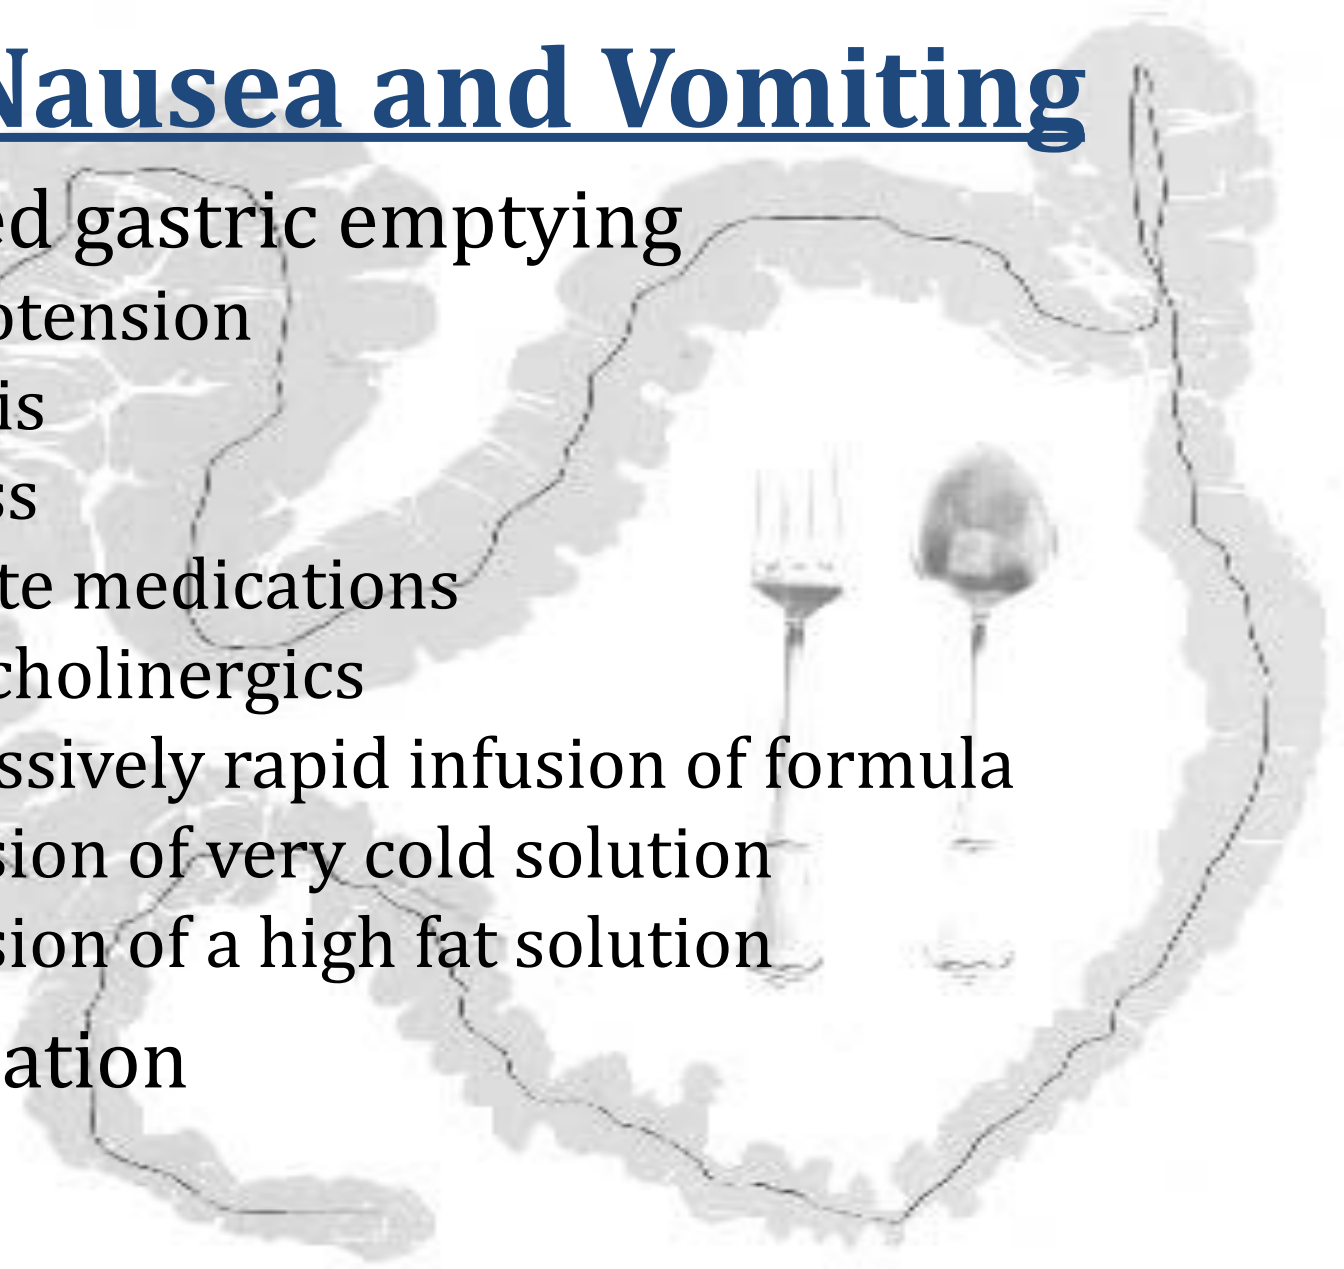 Nausea and Vomiting
ed gastric emptying
otension
is
ss
te medications
cholinergics
ssively rapid infusion of formula
sion of very cold solution
sion of a high fat solution
ation